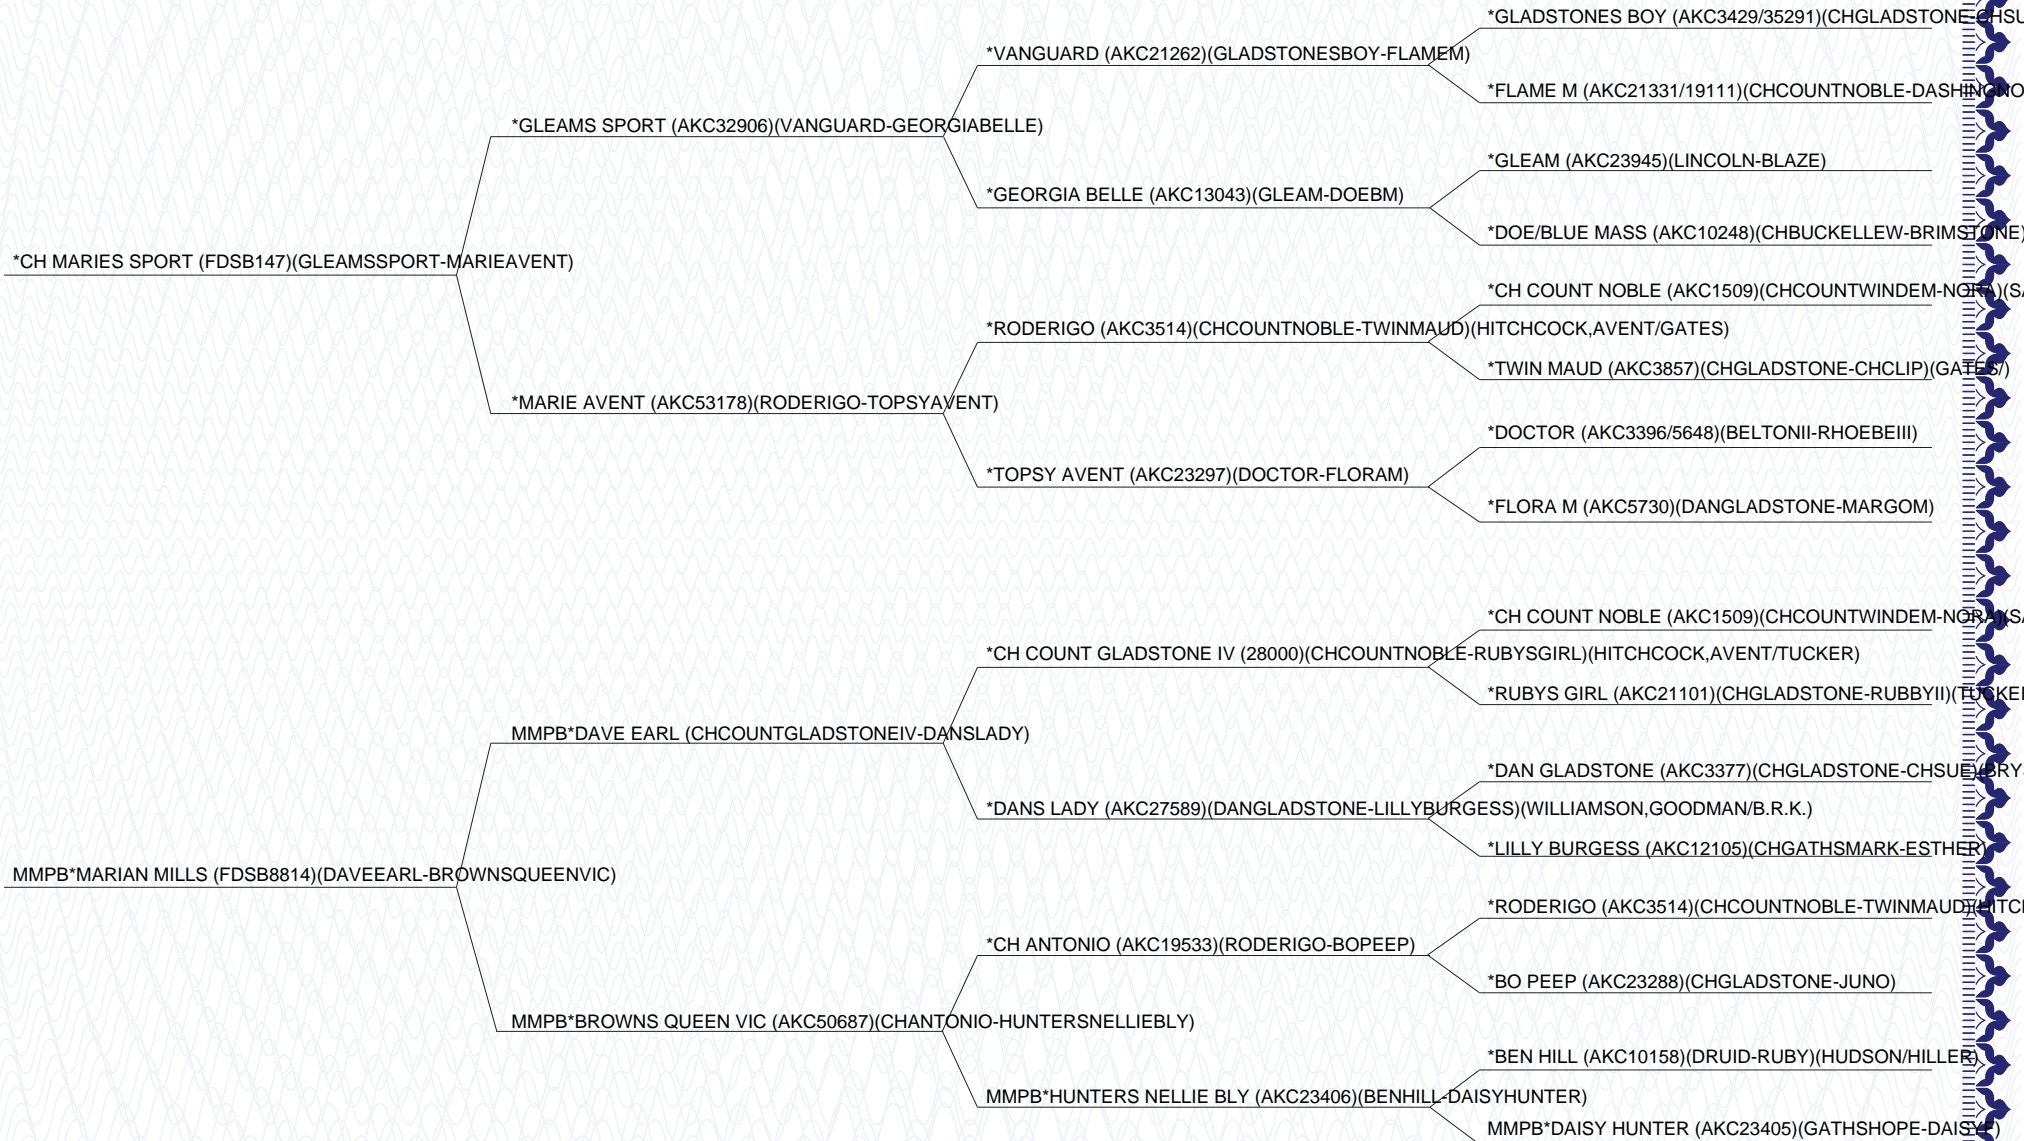 *GLADSTONES BOY (AKC3429/35291)(CHGLADSTONE-CHSU
*VANGUARD (AKC21262)(GLADSTONESBOY-FLAMEM)
*FLAME M (AKC21331/19111)(CHCOUNTNOBLE-DASHINGNO
*GLEAMS SPORT (AKC32906)(VANGUARD-GEORGIABELLE)
*GLEAM (AKC23945)(LINCOLN-BLAZE)
*GEORGIA BELLE (AKC13043)(GLEAM-DOEBM)
*DOE/BLUE MASS (AKC10248)(CHBUCKELLEW-BRIMSTONE)
*CH MARIES SPORT (FDSB147)(GLEAMSSPORT-MARIEAVENT)
*CH COUNT NOBLE (AKC1509)(CHCOUNTWINDEM-NORA)(SA
*RODERIGO (AKC3514)(CHCOUNTNOBLE-TWINMAUD)(HITCHCOCK,AVENT/GATES)
*TWIN MAUD (AKC3857)(CHGLADSTONE-CHCLIP)(GATES/)
*MARIE AVENT (AKC53178)(RODERIGO-TOPSYAVENT)
*DOCTOR (AKC3396/5648)(BELTONII-RHOEBEIII)
*TOPSY AVENT (AKC23297)(DOCTOR-FLORAM)
*FLORA M (AKC5730)(DANGLADSTONE-MARGOM)
*CH COUNT NOBLE (AKC1509)(CHCOUNTWINDEM-NORA)(SA
*CH COUNT GLADSTONE IV (28000)(CHCOUNTNOBLE-RUBYSGIRL)(HITCHCOCK,AVENT/TUCKER)
*RUBYS GIRL (AKC21101)(CHGLADSTONE-RUBBYII)(TUCKE
MMPB*DAVE EARL (CHCOUNTGLADSTONEIV-DANSLADY)
*DAN GLADSTONE (AKC3377)(CHGLADSTONE-CHSUE)(BRY
*DANS LADY (AKC27589)(DANGLADSTONE-LILLYBURGESS)(WILLIAMSON,GOODMAN/B.R.K.)
*LILLY BURGESS (AKC12105)(CHGATHSMARK-ESTHER)
MMPB*MARIAN MILLS (FDSB8814)(DAVEEARL-BROWNSQUEENVIC)
*RODERIGO (AKC3514)(CHCOUNTNOBLE-TWINMAUD)(HITC
*CH ANTONIO (AKC19533)(RODERIGO-BOPEEP)
*BO PEEP (AKC23288)(CHGLADSTONE-JUNO)
MMPB*BROWNS QUEEN VIC (AKC50687)(CHANTONIO-HUNTERSNELLIEBLY)
*BEN HILL (AKC10158)(DRUID-RUBY)(HUDSON/HILLER)
MMPB*HUNTERS NELLIE BLY (AKC23406)(BENHILL-DAISYHUNTER)
MMPB*DAISY HUNTER (AKC23405)(GATHSHOPE-DAISYF)